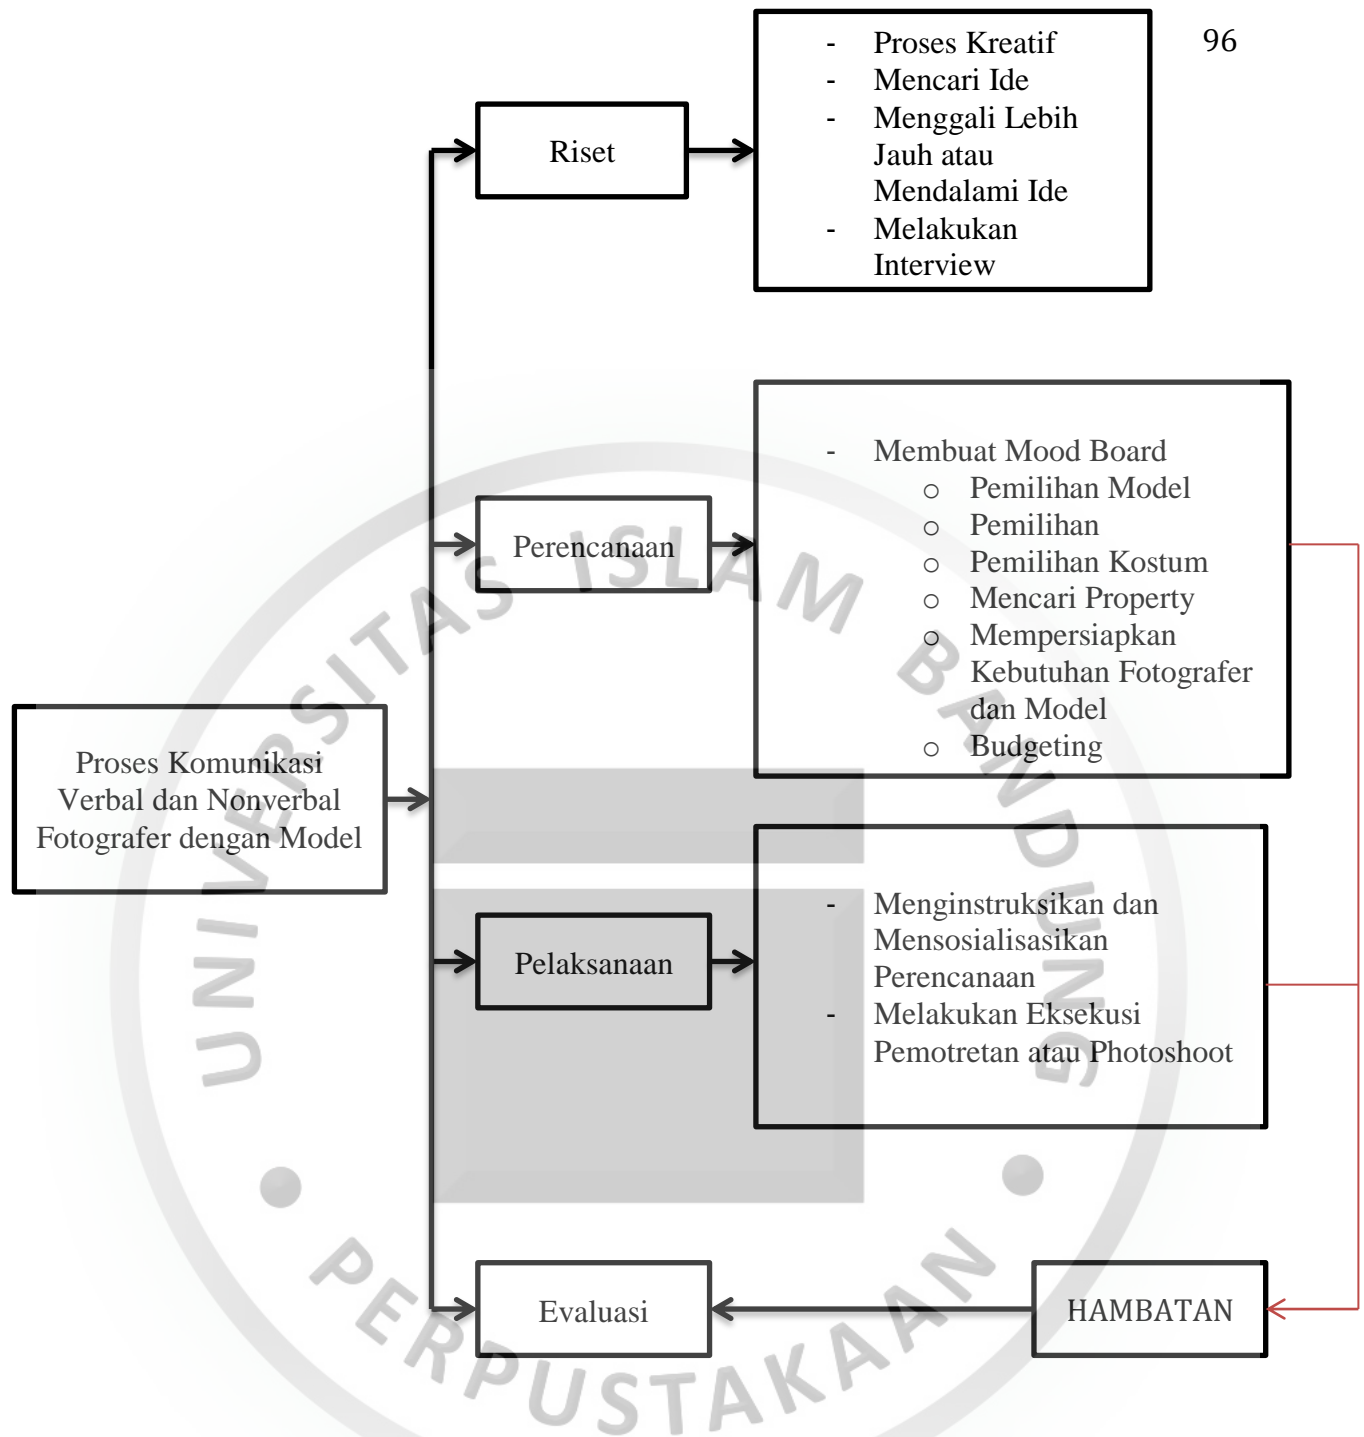 96
- Proses Kreatif
- Mencari Ide
- Menggali Lebih
Jauh atau
Mendalami Ide
- Melakukan
Interview
Riset
- Membuat Mood Board
o Pemilihan Model
o Pemilihan
o Pemilihan Kostum
o Mencari Property
o Mempersiapkan
Kebutuhan Fotografer
dan Model
o Budgeting
Perencanaan
Proses Komunikasi
Verbal dan Nonverbal
Fotografer dengan Model
- Menginstruksikan dan
Mensosialisasikan
Perencanaan
- Melakukan Eksekusi
Pemotretan atau Photoshoot
Pelaksanaan
Evaluasi
HAMBATAN
UNIVERSITAS ISLAM BANDUNG
PERPUSTAKAAN